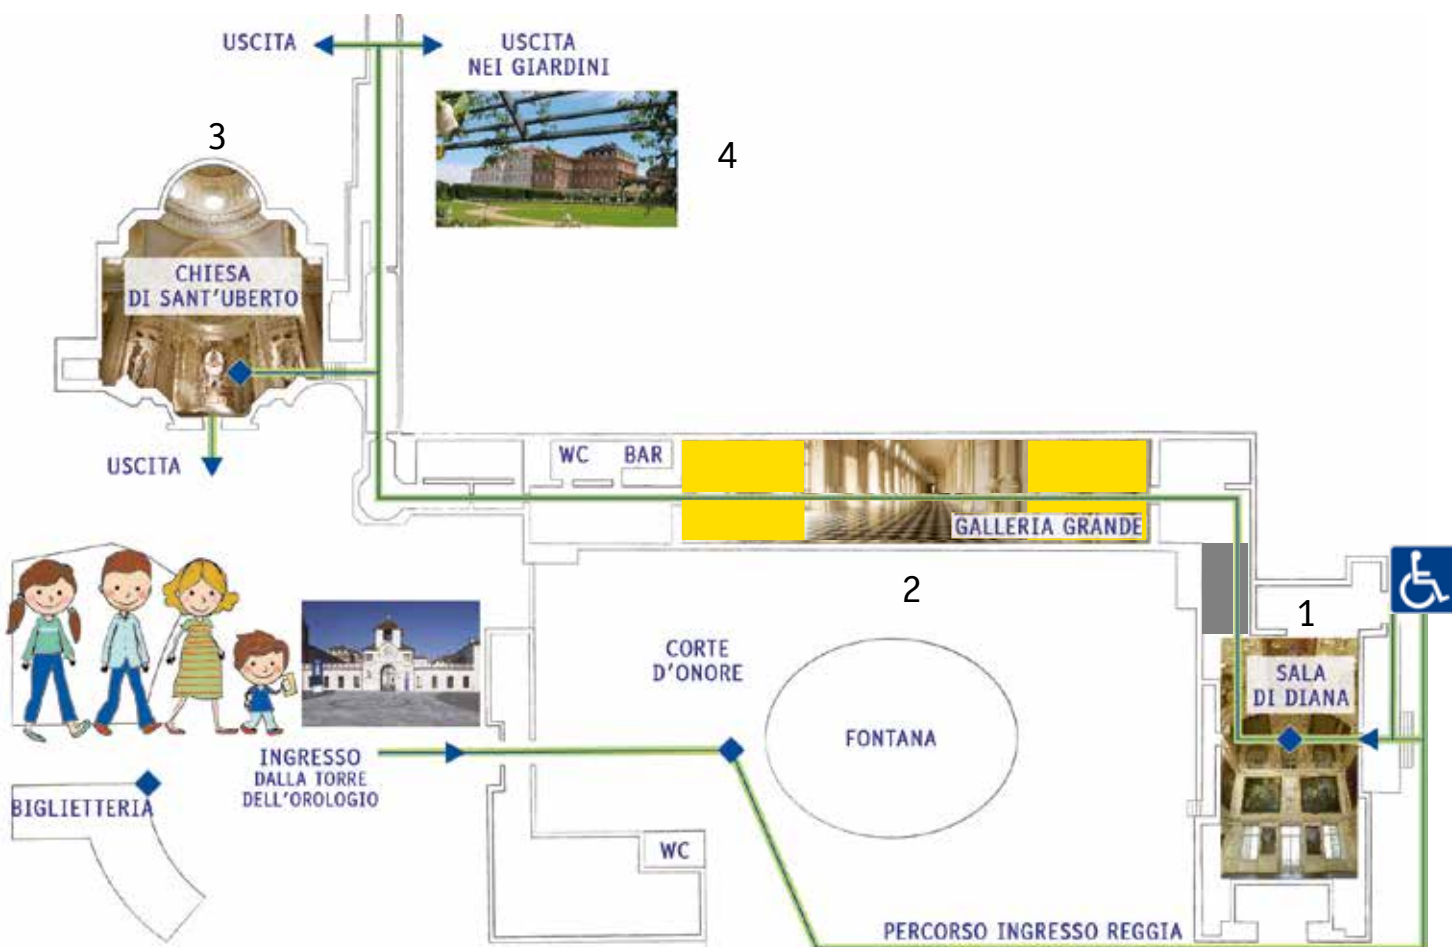 USCITA
USCITA
NEI GIARDINI
3
4
CHIESA
DI SANT'UBERTO
USCITA
WC
BAR
GALLERIA GRANDE
2
1
CORTE
D'ONORE
SALA
DI DIANA
FONTANA
INGRESSO
DALLA TORRE
DELL'OROLOGIO
BIGLIETTERIA
WC
PERCORSO INGRESSO REGGIA